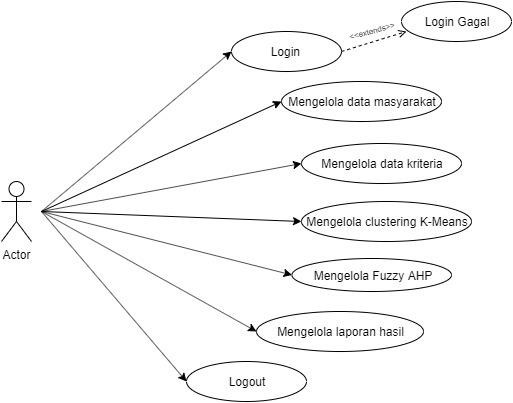 Login Gagal
<<extends>>
Login
Mengelola data masyarakat
Mengelola data kriteria
Mengelola clustering K-Means
Actor
Mengelola Fuzzy AHP
Mengelola laporan hasil
Logout